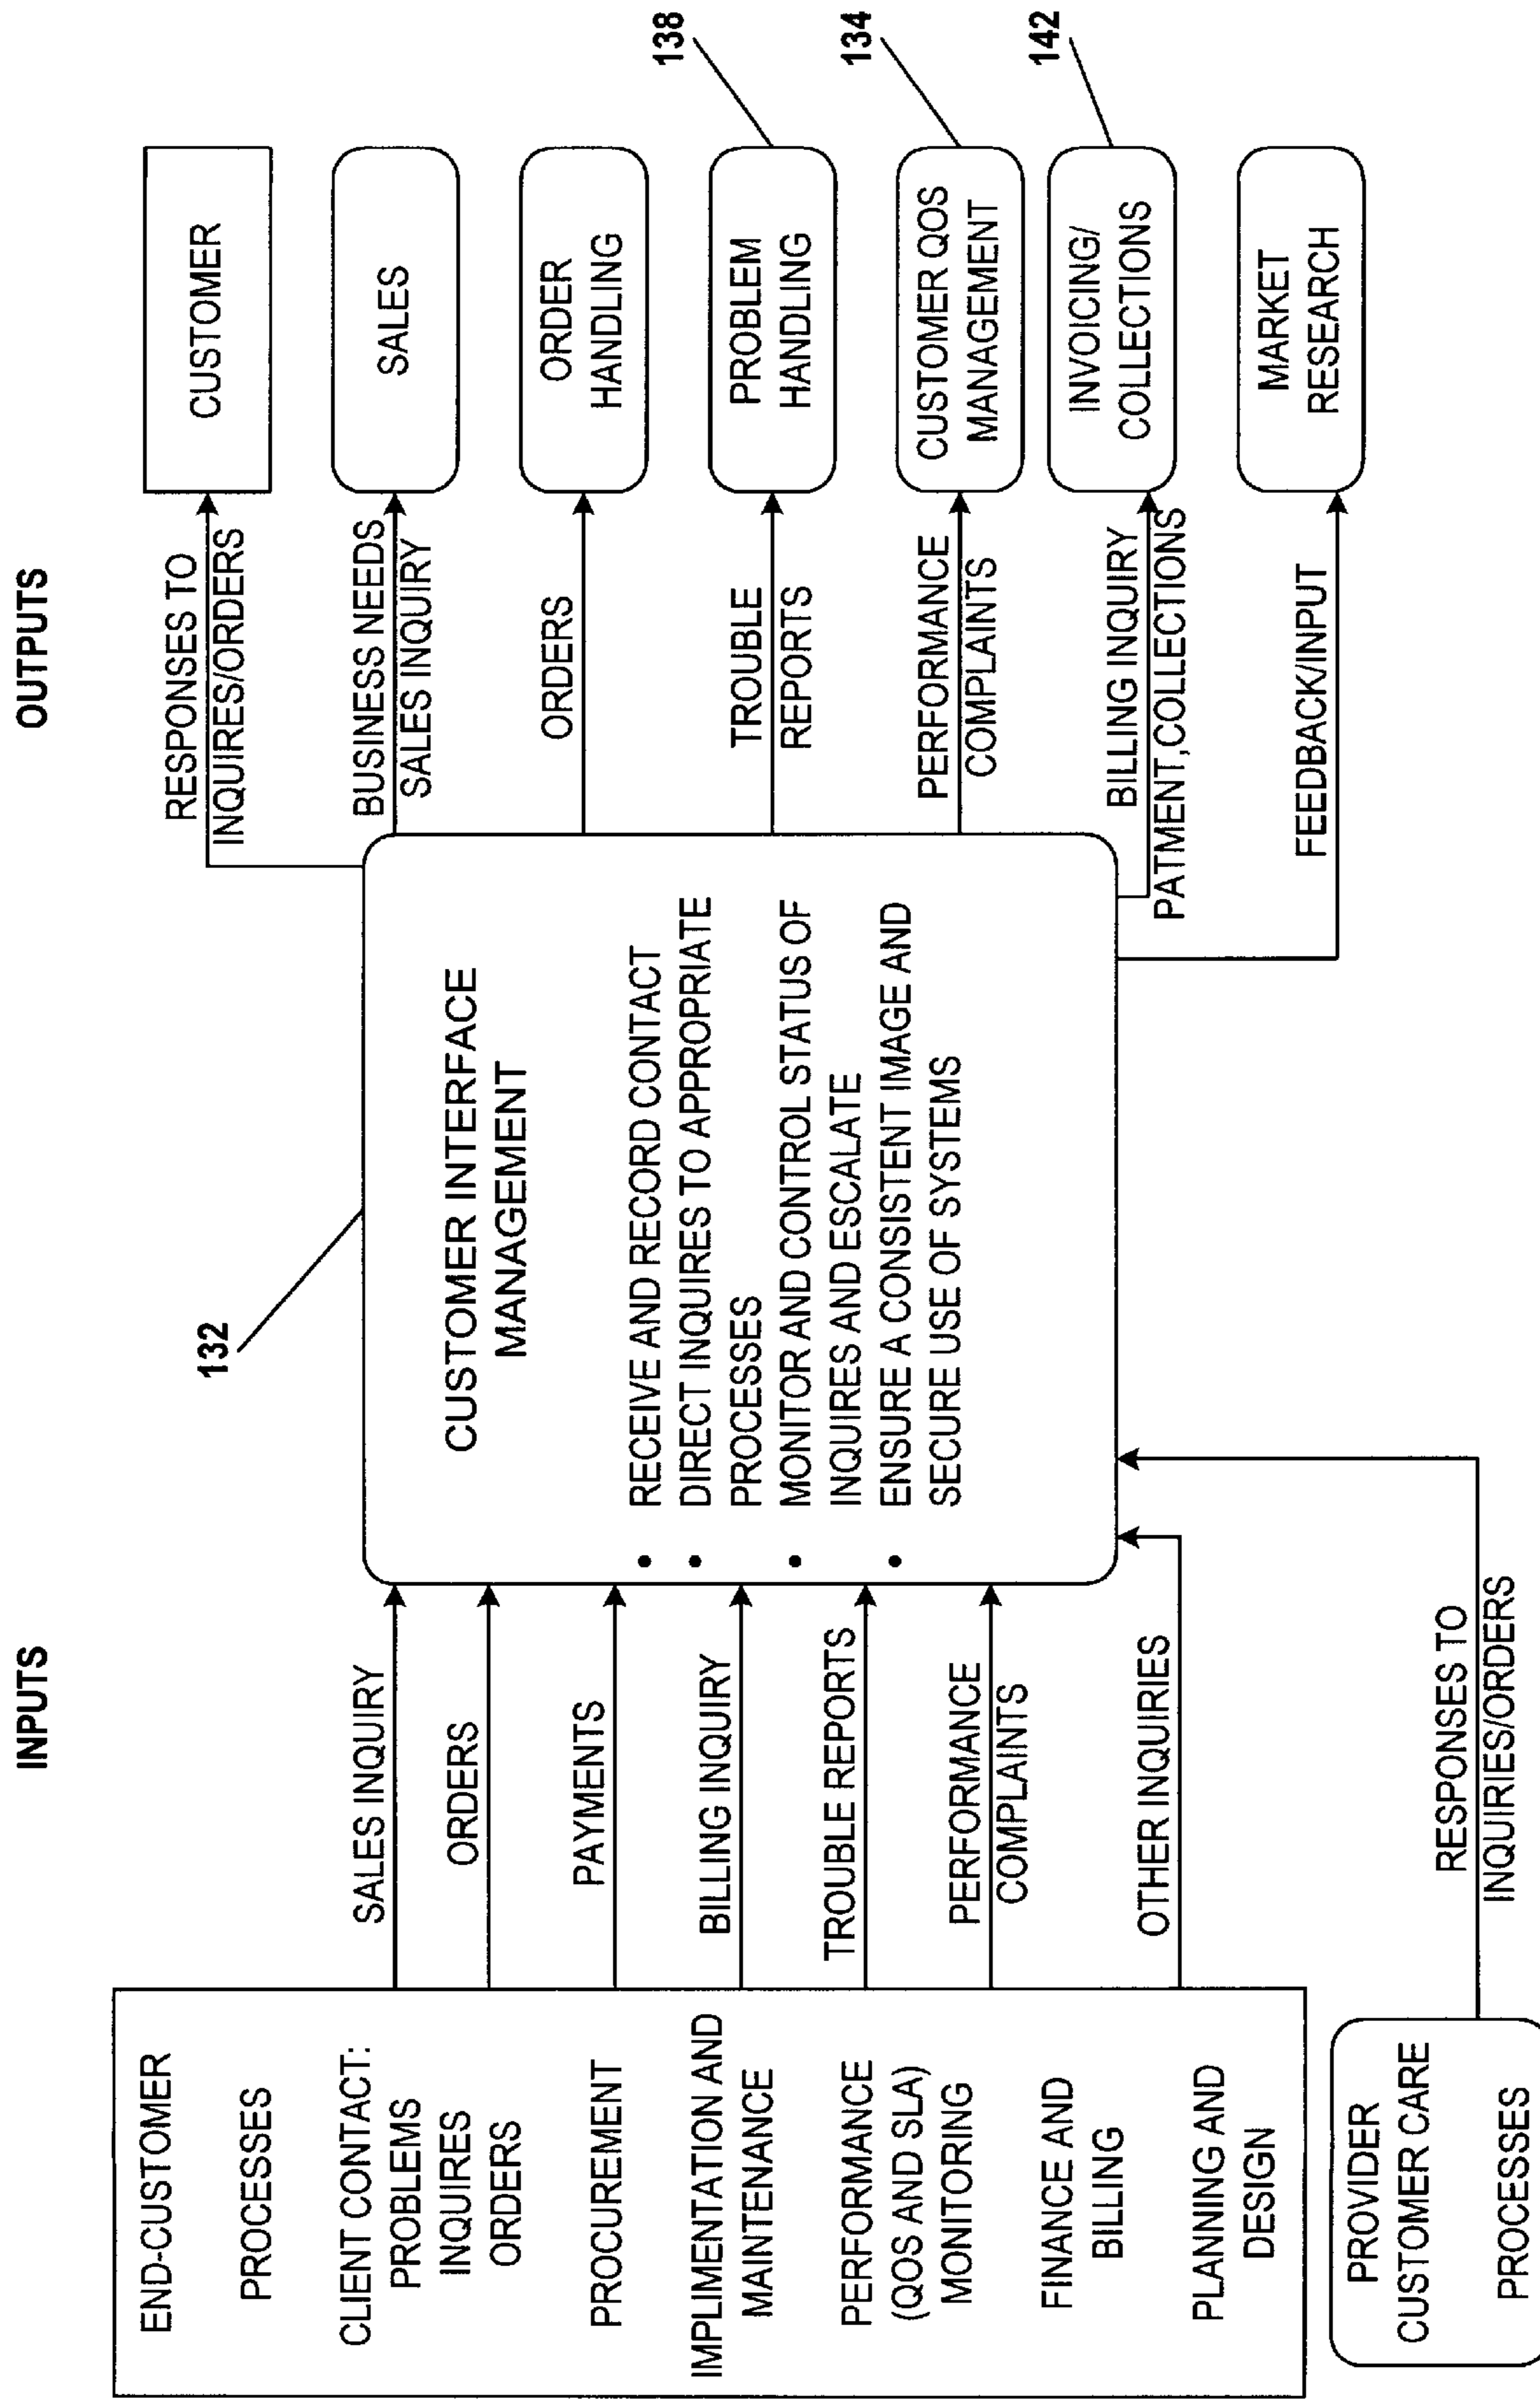 INPUTS
OUTPUTS
END-CUSTOMER
PROCESSES
CLIENT CONTACT:
PROBLEMS
INQUIRES
ORDERS
PROCUREMENT
IMPLIMENTATION AND
MAINTENANCE
PERFORMANCE
(QOS AND SLA)
MONITORING
FINANCE AND
BILLING
PLANNING AND
DESIGN
PROVIDER
CUSTOMER CARE
PROCESSES
SALES INQUIRY
ORDERS
PAYMENTS
BILLING INQUIRY
TROUBLE REPORTS
PERFORMANCE
COMPLAINTS
OTHER INQUIRIES
RESPONSES TO
INQUIRIES/ORDERS
132
CUSTOMER INTERFACE
MANAGEMENT
• RECEIVE AND RECORD CONTACT
• DIRECT INQUIRES TO APPROPRIATE
PROCESSES
• MONITOR AND CONTROL STATUS OF
INQUIRES AND ESCALATE
• ENSURE A CONSISTENT IMAGE AND
SECURE USE OF SYSTEMS
RESPONSES TO
INQUIRES/ORDERS
BUSINESS NEEDS
SALES INQUIRY
ORDERS
TROUBLE
REPORTS
PERFORMANCE
COMPLAINTS
BILLING INQUIRY
PATMENT,COLLECTIONS
FEEDBACK/INPUT
CUSTOMER
SALES
ORDER
HANDLING
PROBLEM
HANDLING
138
CUSTOMER QOS
MANAGEMENT
134
INVOICING/
COLLECTIONS
142
MARKET
RESEARCH